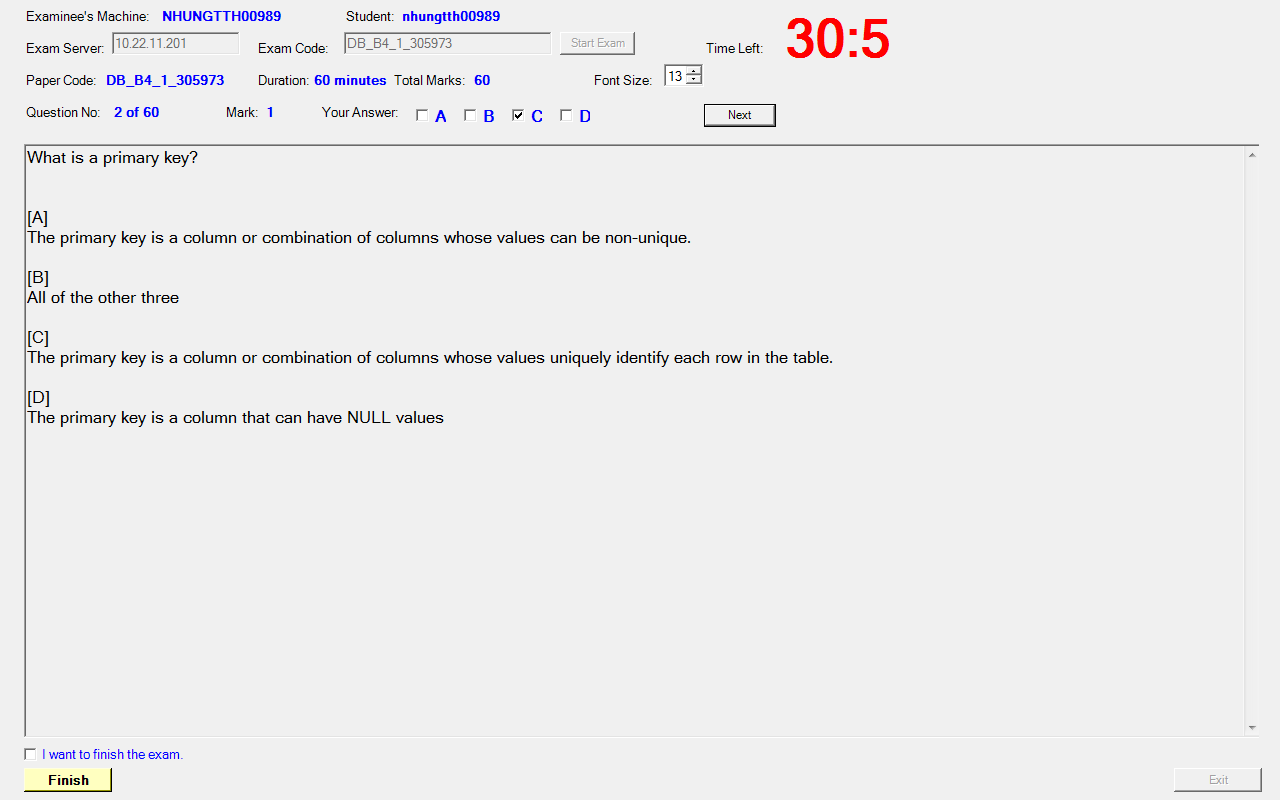 Examinee's Machine: NHUNGTTH00989 Student: nhungtth00989
Exam Server: 10.22.11.201 Exam Code: DB_B4_1_305973 Start Exam Time Left: 30:5
Paper Code: DB_B4_1_305973 Duration: 60 minutes Total Marks: 60 Font Size: 13
Question No: 2 of 60 Mark: 1 Your Answer: A B C D Next
What is a primary key?
[A]
The primary key is a column or combination of columns whose values can be non-unique.
[B]
All of the other three
[C]
The primary key is a column or combination of columns whose values uniquely identify each row in the table.
[D]
The primary key is a column that can have NULL values
I want to finish the exam.
Finish Exit